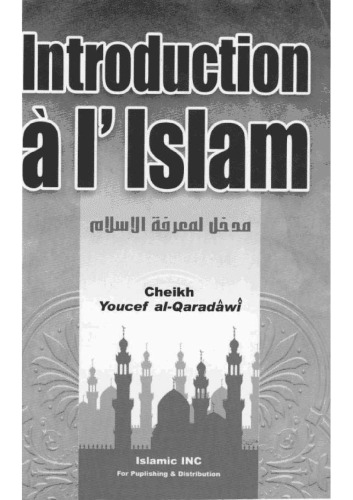 Introduction
à l'Islam
مدخل لمعرفة الإسلام
Cheikh
Youcef al-Qaradâwî
Islamic INC
For Puplishing & Distribution